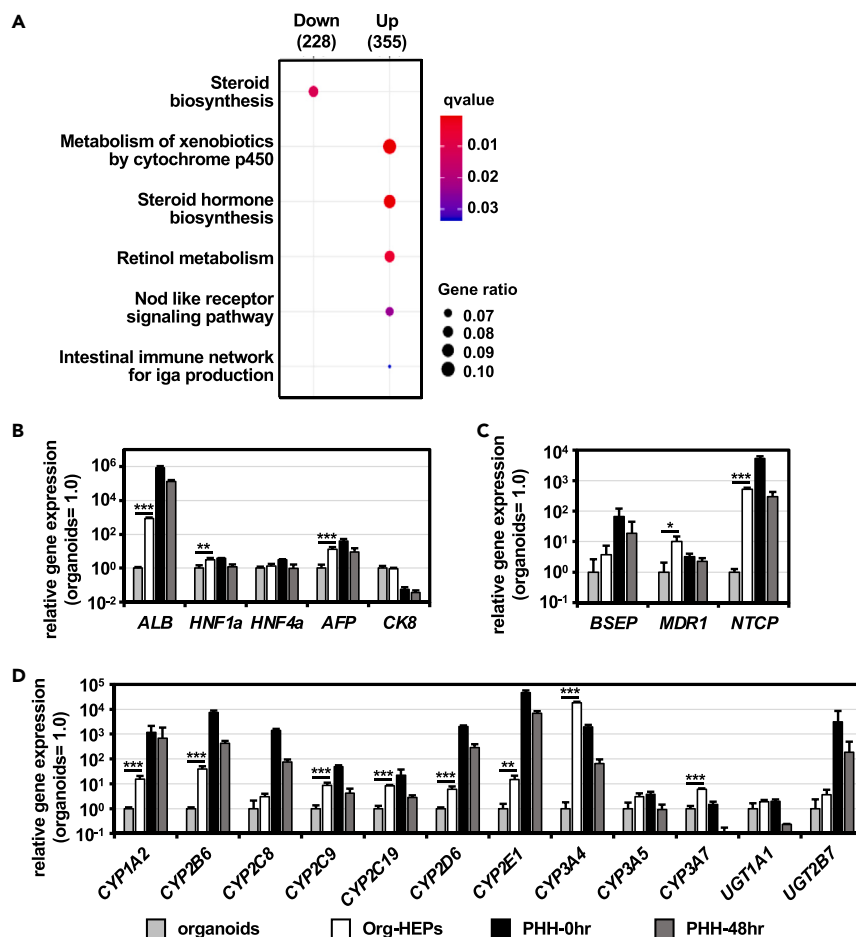 A
Down
(228)
Up
(355)
Steroid
biosynthesis
Metabolism of xenobiotics
by cytochrome p450
Steroid hormone
biosynthesis
Retinol metabolism
Nod like receptor
signaling pathway
Intestinal immune network
for iga production
qvalue
0.01
0.02
0.03
Gene ratio
0.07
0.08
0.09
0.10
B
relative gene expression
(organoids= 1.0)
10^6
10^4
10^2
10^0
10^-2
***
**
***
ALB HNF1a HNF4a AFP CK8
C
relative gene expression
(organoids= 1.0)
10^4
10^3
10^2
10^1
10^0
10^-1
*
***
BSEP MDR1 NTCP
D
relative gene expression
(organoids= 1.0)
10^5
10^4
10^3
10^2
10^1
10^0
10^-1
*** *** *** *** *** ** *** ***
CYP1A2 CYP2B6 CYP2C8 CYP2C9 CYP2C19 CYP2D6 CYP2E1 CYP3A4 CYP3A5 CYP3A7 UGT1A1 UGT2B7
organoids Org-HEPs PHH-0hr PHH-48hr